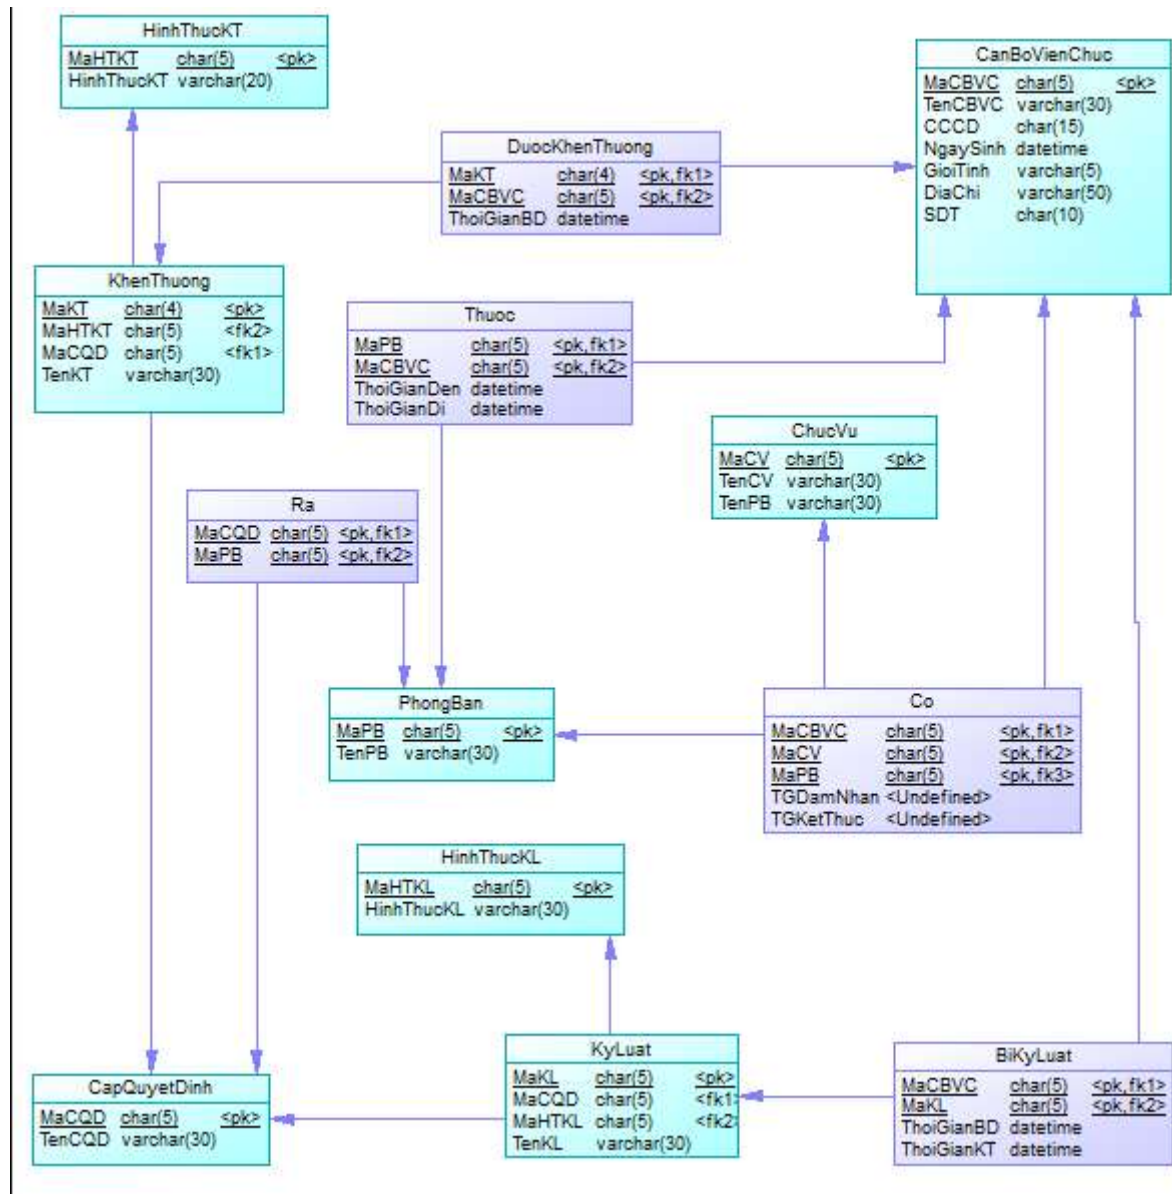 HinhThucKT
MaHTKT char(5) <pk>
HinhThucKT varchar(20)
CanBoVienChuc
MaCBVC char(5) <pk>
TenCBVC varchar(30)
CCCD char(15)
NgaySinh datetime
GioiTinh varchar(5)
DiaChi varchar(50)
SDT char(10)
DuocKhenThuong
MaKT char(4) <pk,fk1>
MaCBVC char(5) <pk,fk2>
ThoiGianBD datetime
KhenThuong
MaKT char(4) <pk>
MaHTKT char(5) <fk2>
MaCQD char(5) <fk1>
TenKT varchar(30)
Thuoc
MaPB char(5) <pk,fk1>
MaCBVC char(5) <pk,fk2>
ThoiGianDen datetime
ThoiGianDi datetime
ChucVu
MaCV char(5) <pk>
TenCV varchar(30)
TenPB varchar(30)
Ra
MaCQD char(5) <pk,fk1>
MaPB char(5) <pk,fk2>
PhongBan
MaPB char(5) <pk>
TenPB varchar(30)
Co
MaCBVC char(5) <pk,fk1>
MaCV char(5) <pk,fk2>
MaPB char(5) <pk,fk3>
TGDamNhan <Undefined>
TGKetThuc <Undefined>
HinhThucKL
MaHTKL char(5) <pk>
HinhThucKL varchar(30)
KyLuat
MaKL char(5) <pk>
MaCQD char(5) <fk1
MaHTKL char(5) <fk2
TenKL varchar(30)
BiKyLuat
MaCBVC char(5) <pk,fk1>
MaKL char(5) <pk,fk2>
ThoiGianBD datetime
ThoiGianKT datetime
CapQuyetDinh
MaCQD char(5) <pk>
TenCQD varchar(30)